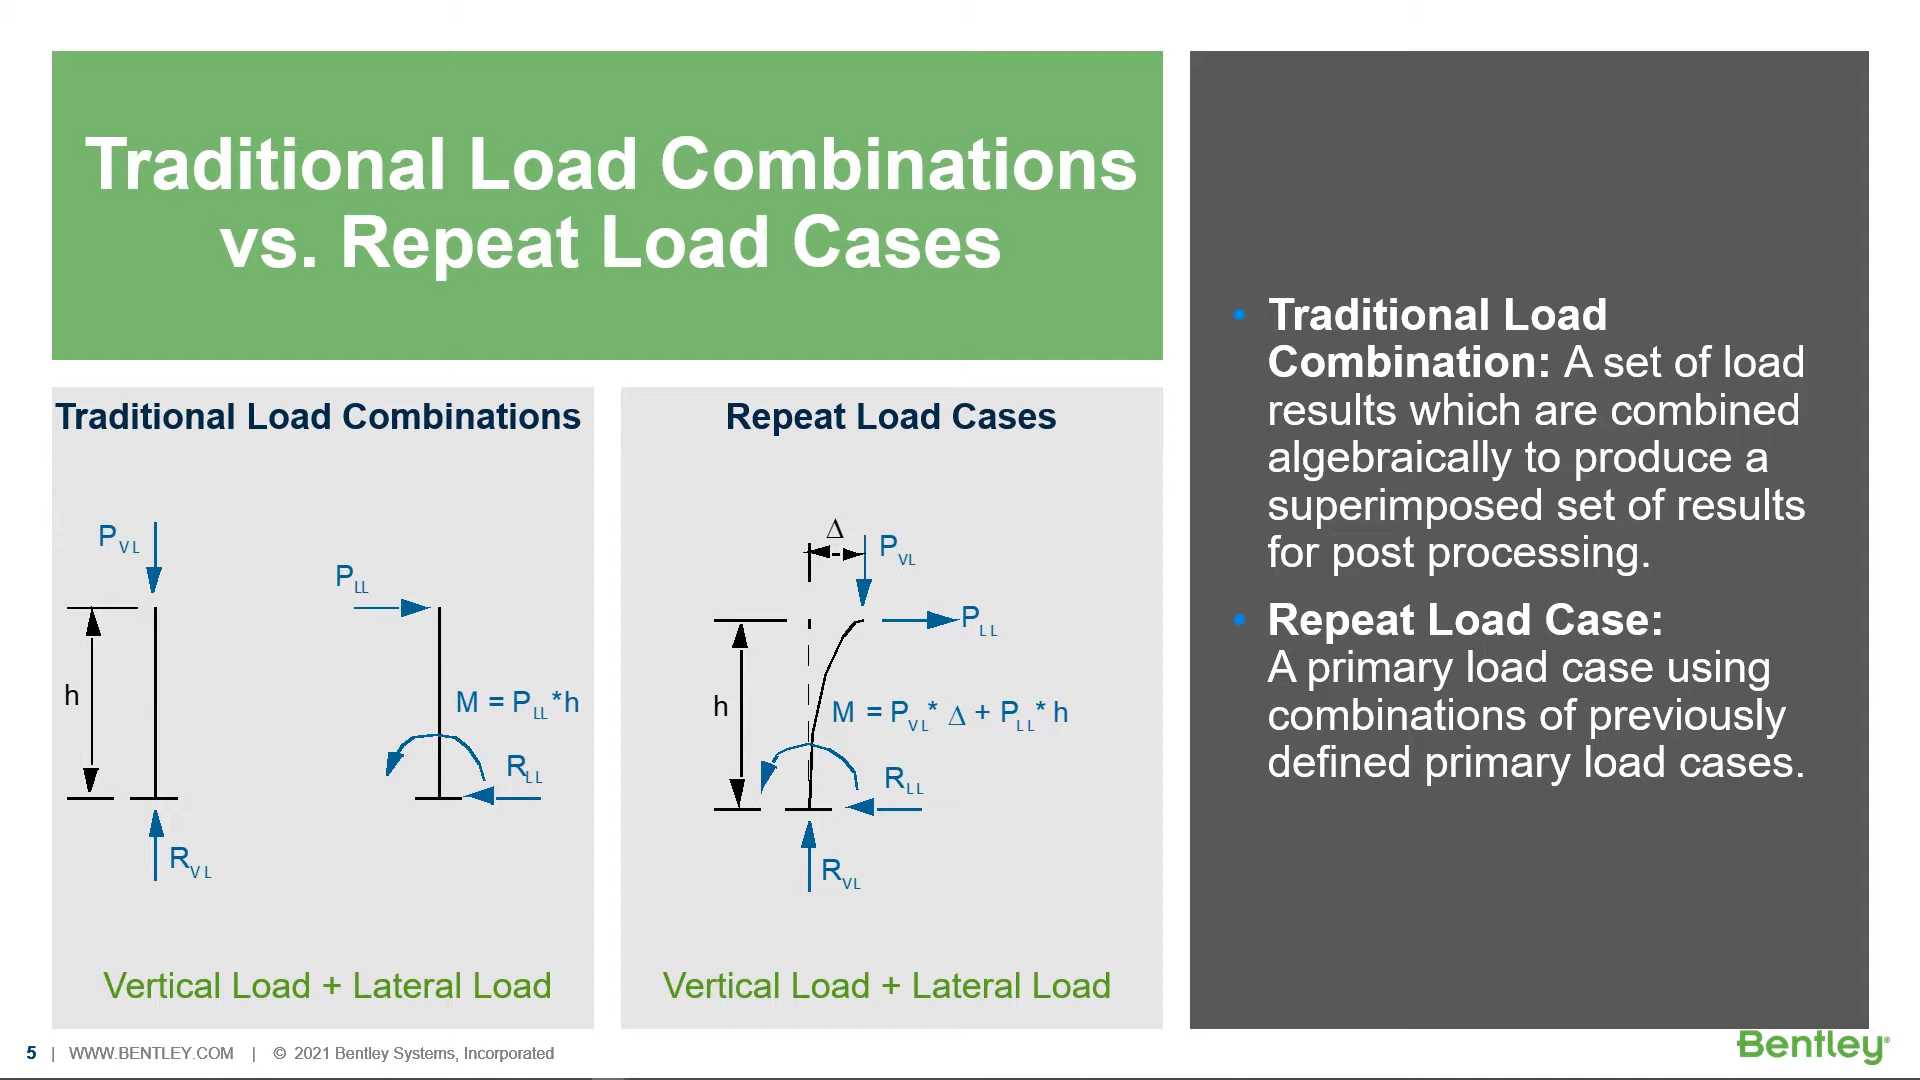 Traditional Load Combinations
vs. Repeat Load Cases
Traditional Load Combinations
P VL
h
R VL
P LL
M = P LL *h
R LL
Vertical Load + Lateral Load
Repeat Load Cases
Δ
P VL
P LL
h
M = P VL * Δ + P LL * h
R LL
R VL
Vertical Load + Lateral Load
• Traditional Load
Combination: A set of load
results which are combined
algebraically to produce a
superimposed set of results
for post processing.
• Repeat Load Case:
A primary load case using
combinations of previously
defined primary load cases.
5 | WWW.BENTLEY.COM | © 2021 Bentley Systems, Incorporated
Bentley®